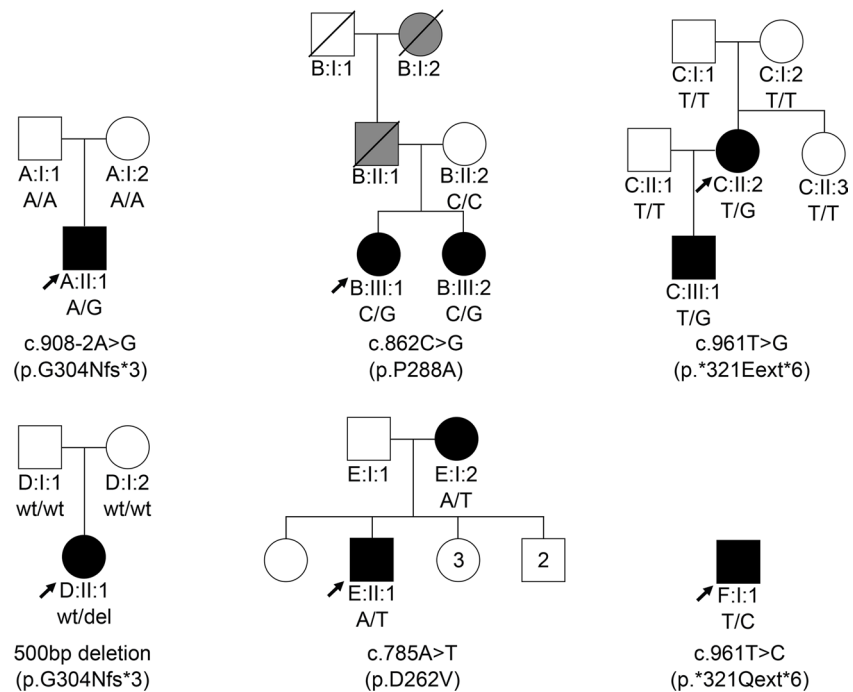 B:I:1 B:I:2
C:I:1 C:I:2
T/T T/T
A:I:1 A:I:2
A/A A/A
B:II:1 B:II:2
C/C
C:II:1 C:II:2 C:II:3
T/T T/G T/T
A:II:1
A/G
B:III:1 B:III:2
C/G C/G
C:III:1
T/G
c.908-2A>G
(p.G304Nfs*3)
c.862C>G
(p.P288A)
c.961T>G
(p.*321Eext*6)
D:I:1 D:I:2
wt/wt wt/wt
D:II:1
wt/del
500bp deletion
(p.G304Nfs*3)
E:I:1 E:I:2
A/T
3 2
E:II:1
A/T
c.785A>T
(p.D262V)
F:I:1
T/C
c.961T>C
(p.*321Qext*6)